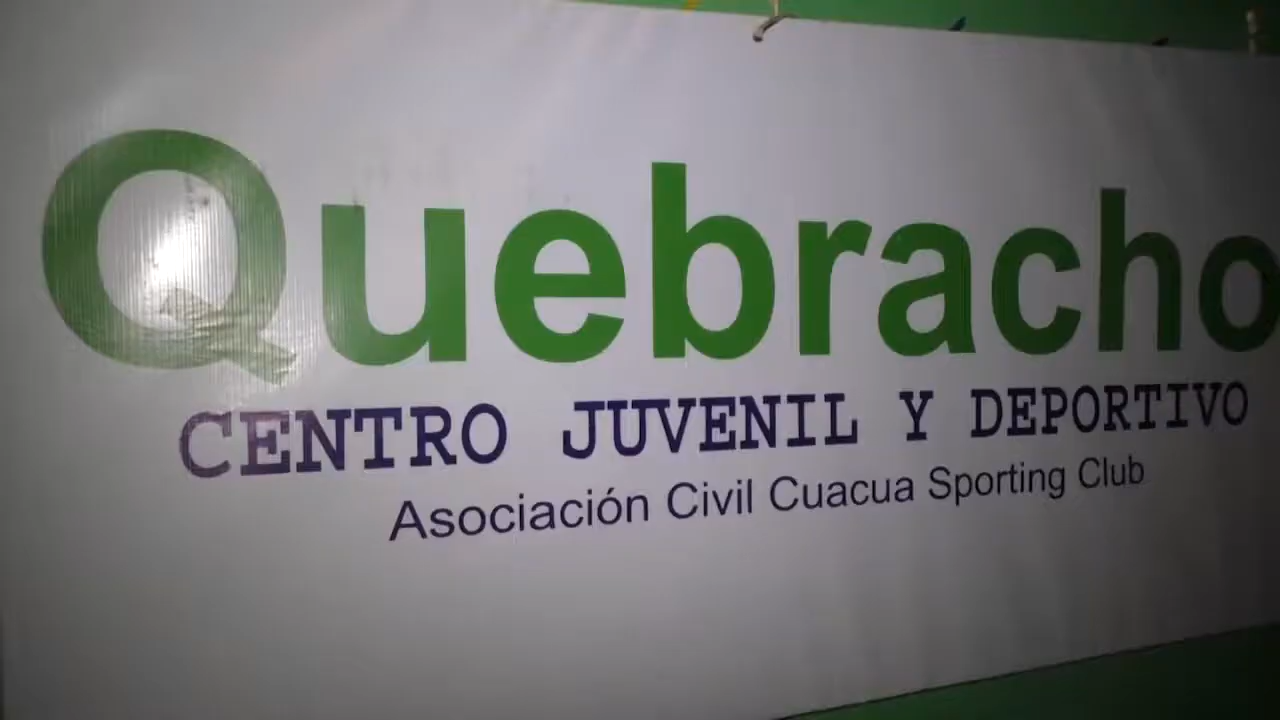 Quebracho
CENTRO JUVENIL Y DEPORTIVO
Asociación Civil Cuacua Sporting Club